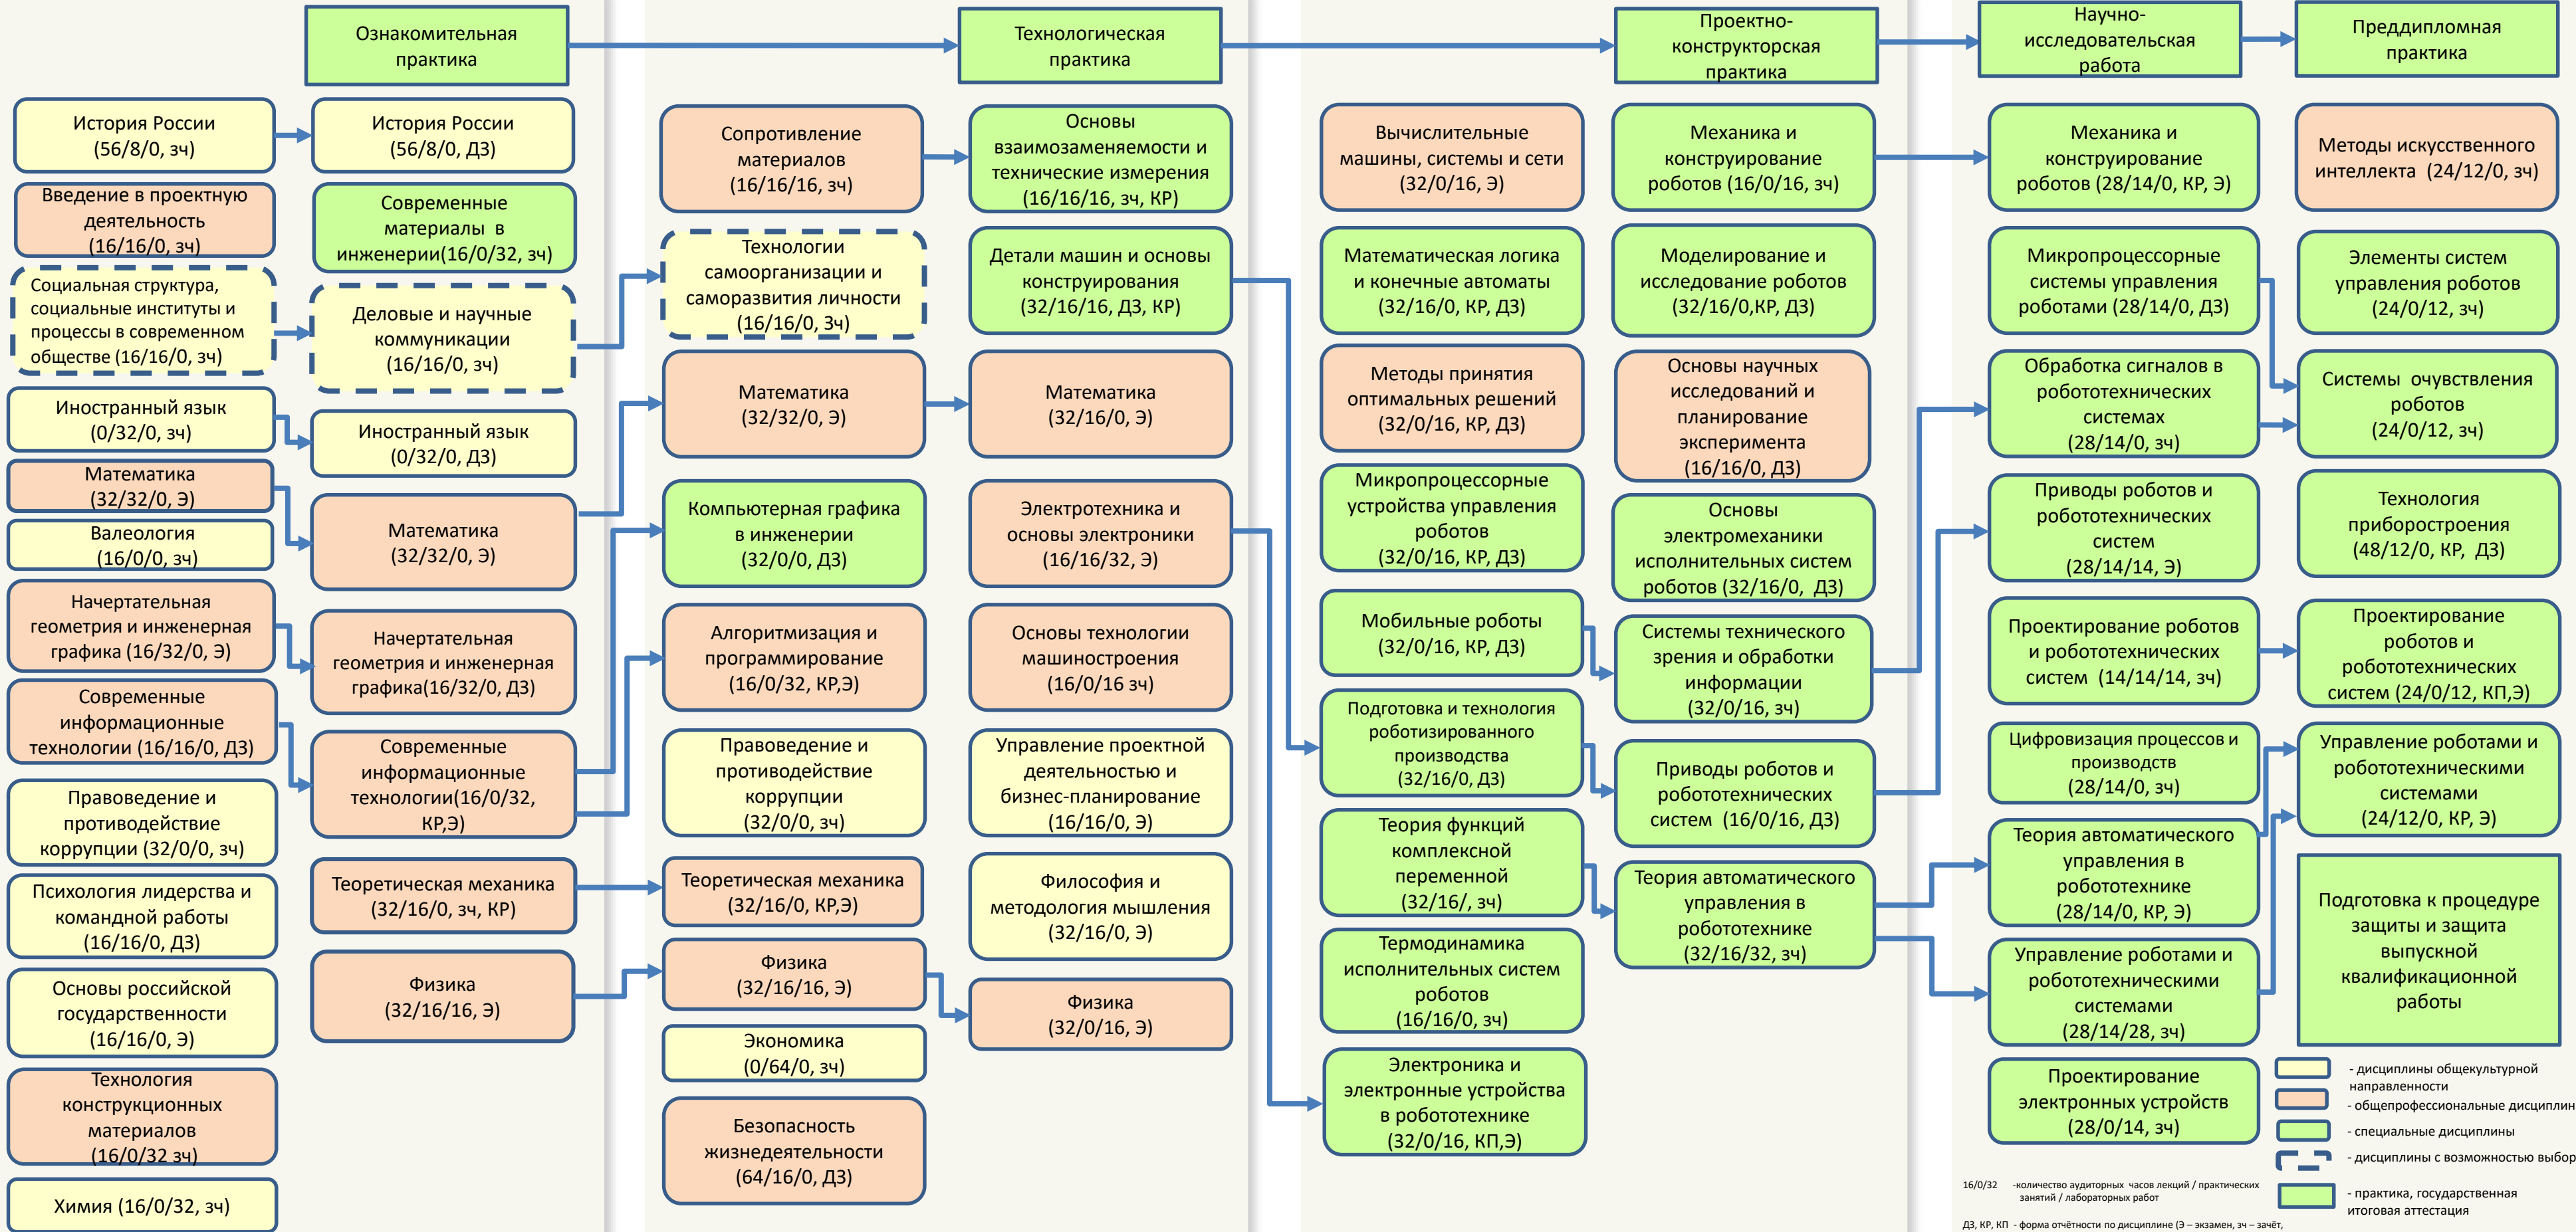 Ознакомительная
практика
Технологическая
практика
Проектно-
конструкторская
практика
Научно-
исследовательская
работа
Преддипломная
практика
История России
(56/8/0, зч)
Введение в проектную
деятельность
(16/16/0, зч)
Социальная структура,
социальные институты и
процессы в современном
обществе (16/16/0, зч)
Иностранный язык
(0/32/0, зч)
Математика
(32/32/0, Э)
Валеология
(16/0/0, зч)
Начертательная
геометрия и инженерная
графика (16/32/0, Э)
Современные
информационные
технологии (16/16/0, ДЗ)
Правоведение и
противодействие
коррупции (32/0/0, зч)
Психология лидерства и
командной работы
(16/16/0, ДЗ)
Основы российской
государственности
(16/16/0, Э)
Технология
конструкционных
материалов
(16/0/32 зч)
Химия (16/0/32, зч)
История России
(56/8/0, ДЗ)
Современные
материалы в
инженерии(16/0/32, зч)
Деловые и научные
коммуникации
(16/16/0, зч)
Иностранный язык
(0/32/0, ДЗ)
Математика
(32/32/0, Э)
Начертательная
геометрия и инженерная
графика(16/32/0, ДЗ)
Современные
информационные
технологии(16/0/32,
КР,Э)
Теоретическая механика
(32/16/0, зч, КР)
Физика
(32/16/16, Э)
Сопротивление
материалов
(16/16/16, зч)
Технологии
самоорганизации и
саморазвития личности
(16/16/0, Зч)
Математика
(32/32/0, Э)
Компьютерная графика
в инженерии
(32/0/0, ДЗ)
Алгоритмизация и
программирование
(16/0/32, КР,Э)
Правоведение и
противодействие
коррупции
(32/0/0, зч)
Теоретическая механика
(32/16/0, КР,Э)
Физика
(32/16/16, Э)
Экономика
(0/64/0, зч)
Безопасность
жизнедеятельности
(64/16/0, ДЗ)
Основы
взаимозаменяемости и
технические измерения
(16/16/16, зч, КР)
Детали машин и основы
конструирования
(32/16/16, ДЗ, КР)
Математика
(32/16/0, Э)
Электротехника и
основы электроники
(16/16/32, Э)
Основы технологии
машиностроения
(16/0/16 зч)
Управление проектной
деятельностью и
бизнес-планирование
(16/16/0, Э)
Философия и
методология мышления
(32/16/0, Э)
Физика
(32/0/16, Э)
Вычислительные
машины, системы и сети
(32/0/16, Э)
Математическая логика
и конечные автоматы
(32/16/0, КР, ДЗ)
Методы принятия
оптимальных решений
(32/0/16, КР, ДЗ)
Микропроцессорные
устройства управления
роботов
(32/0/16, КР, ДЗ)
Мобильные роботы
(32/0/16, КР, ДЗ)
Подготовка и технология
роботизированного
производства
(32/16/0, ДЗ)
Теория функций
комплексной
переменной
(32/16/, зч)
Термодинамика
исполнительных систем
роботов
(16/16/0, зч)
Электроника и
электронные устройства
в робототехнике
(32/0/16, КП,Э)
Механика и
конструирование
роботов (16/0/16, зч)
Моделирование и
исследование роботов
(32/16/0,КР, ДЗ)
Основы научных
исследований и
планирование
эксперимента
(16/16/0, ДЗ)
Основы
электромеханики
исполнительных систем
роботов (32/16/0, ДЗ)
Системы технического
зрения и обработки
информации
(32/0/16, зч)
Приводы роботов и
робототехнических
систем (16/0/16, ДЗ)
Теория автоматического
управления в
робототехнике
(32/16/32, зч)
Механика и
конструирование
роботов (28/14/0, КР, Э)
Микропроцессорные
системы управления
роботами (28/14/0, ДЗ)
Обработка сигналов в
робототехнических
системах
(28/14/0, зч)
Приводы роботов и
робототехнических
систем
(28/14/14, Э)
Проектирование роботов
и робототехнических
систем (14/14/14, зч)
Цифровизация процессов и
производств
(28/14/0, зч)
Теория автоматического
управления в
робототехнике
(28/14/0, КР, Э)
Управление роботами и
робототехническими
системами
(28/14/28, зч)
Проектирование
электронных устройств
(28/0/14, зч)
Методы искусственного
интеллекта (24/12/0, зч)
Элементы систем
управления роботов
(24/0/12, зч)
Системы очувствления
роботов
(24/0/12, зч)
Технология
приборостроения
(48/12/0, КР, ДЗ)
Проектирование
роботов и
робототехнических
систем (24/0/12, КП,Э)
Управление роботами и
робототехническими
системами
(24/12/0, КР, Э)
Подготовка к процедуре
защиты и защита
выпускной
квалификационной
работы
- дисциплины общекультурной
направленности
- общепрофессиональные дисциплин
- специальные дисциплины
- дисциплины с возможностью выбор
- практика, государственная
итоговая аттестация
16/0/32 -количество аудиторных часов лекций / практических
занятий / лабораторных работ
ДЗ, КР, КП - форма отчётности по дисциплине (Э – экзамен, зч – зачёт,